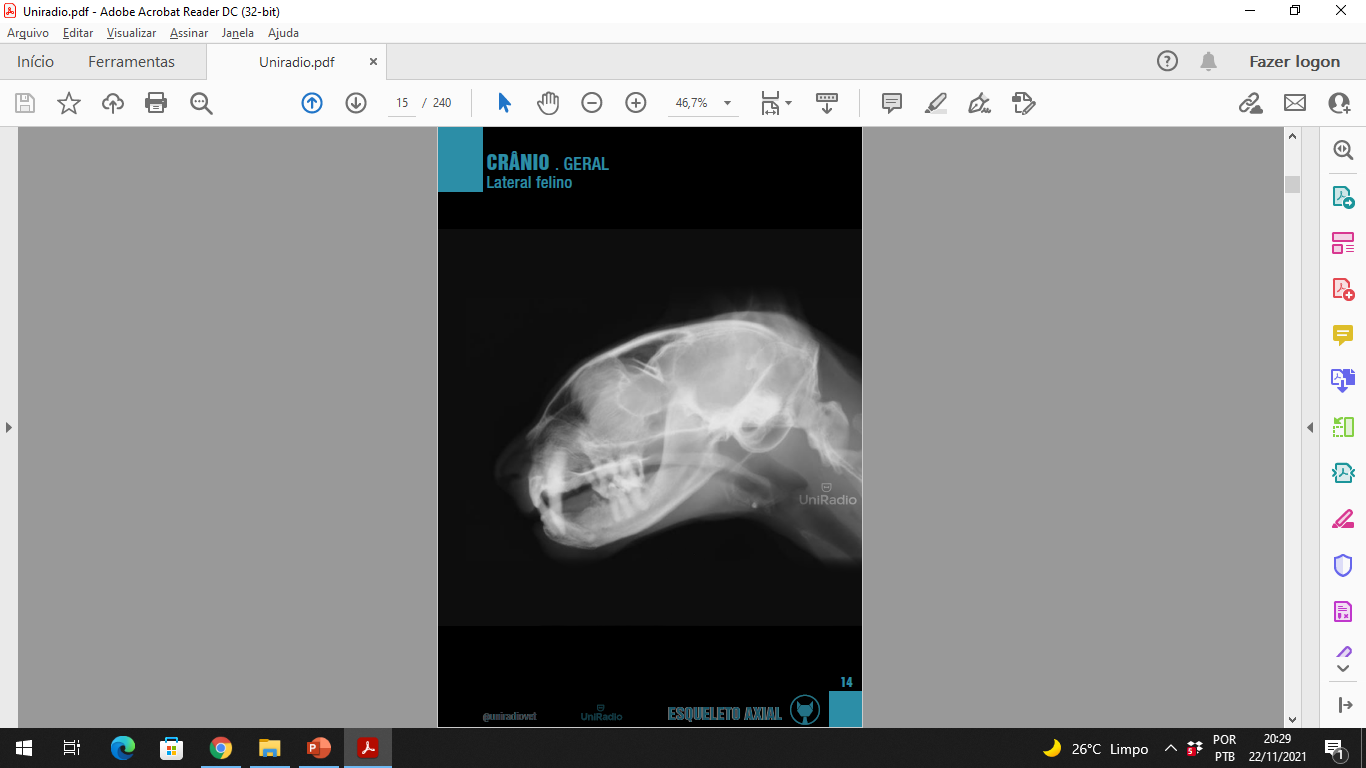 Uniradio.pdf - Adobe Acrobat Reader DC (32-bit)
Arquivo Editar Visualizar Assinar Janela Ajuda
Início Ferramentas Uniradio.pdf Fazer logon
15 / 240 46,7%
CRÂNIO . GERAL
Lateral felino
UniRadio
14
@uniradiovet UniRadio ESQUELETO AXIAL
26°C Limpo POR 20:29
PTB 22/11/2021 1